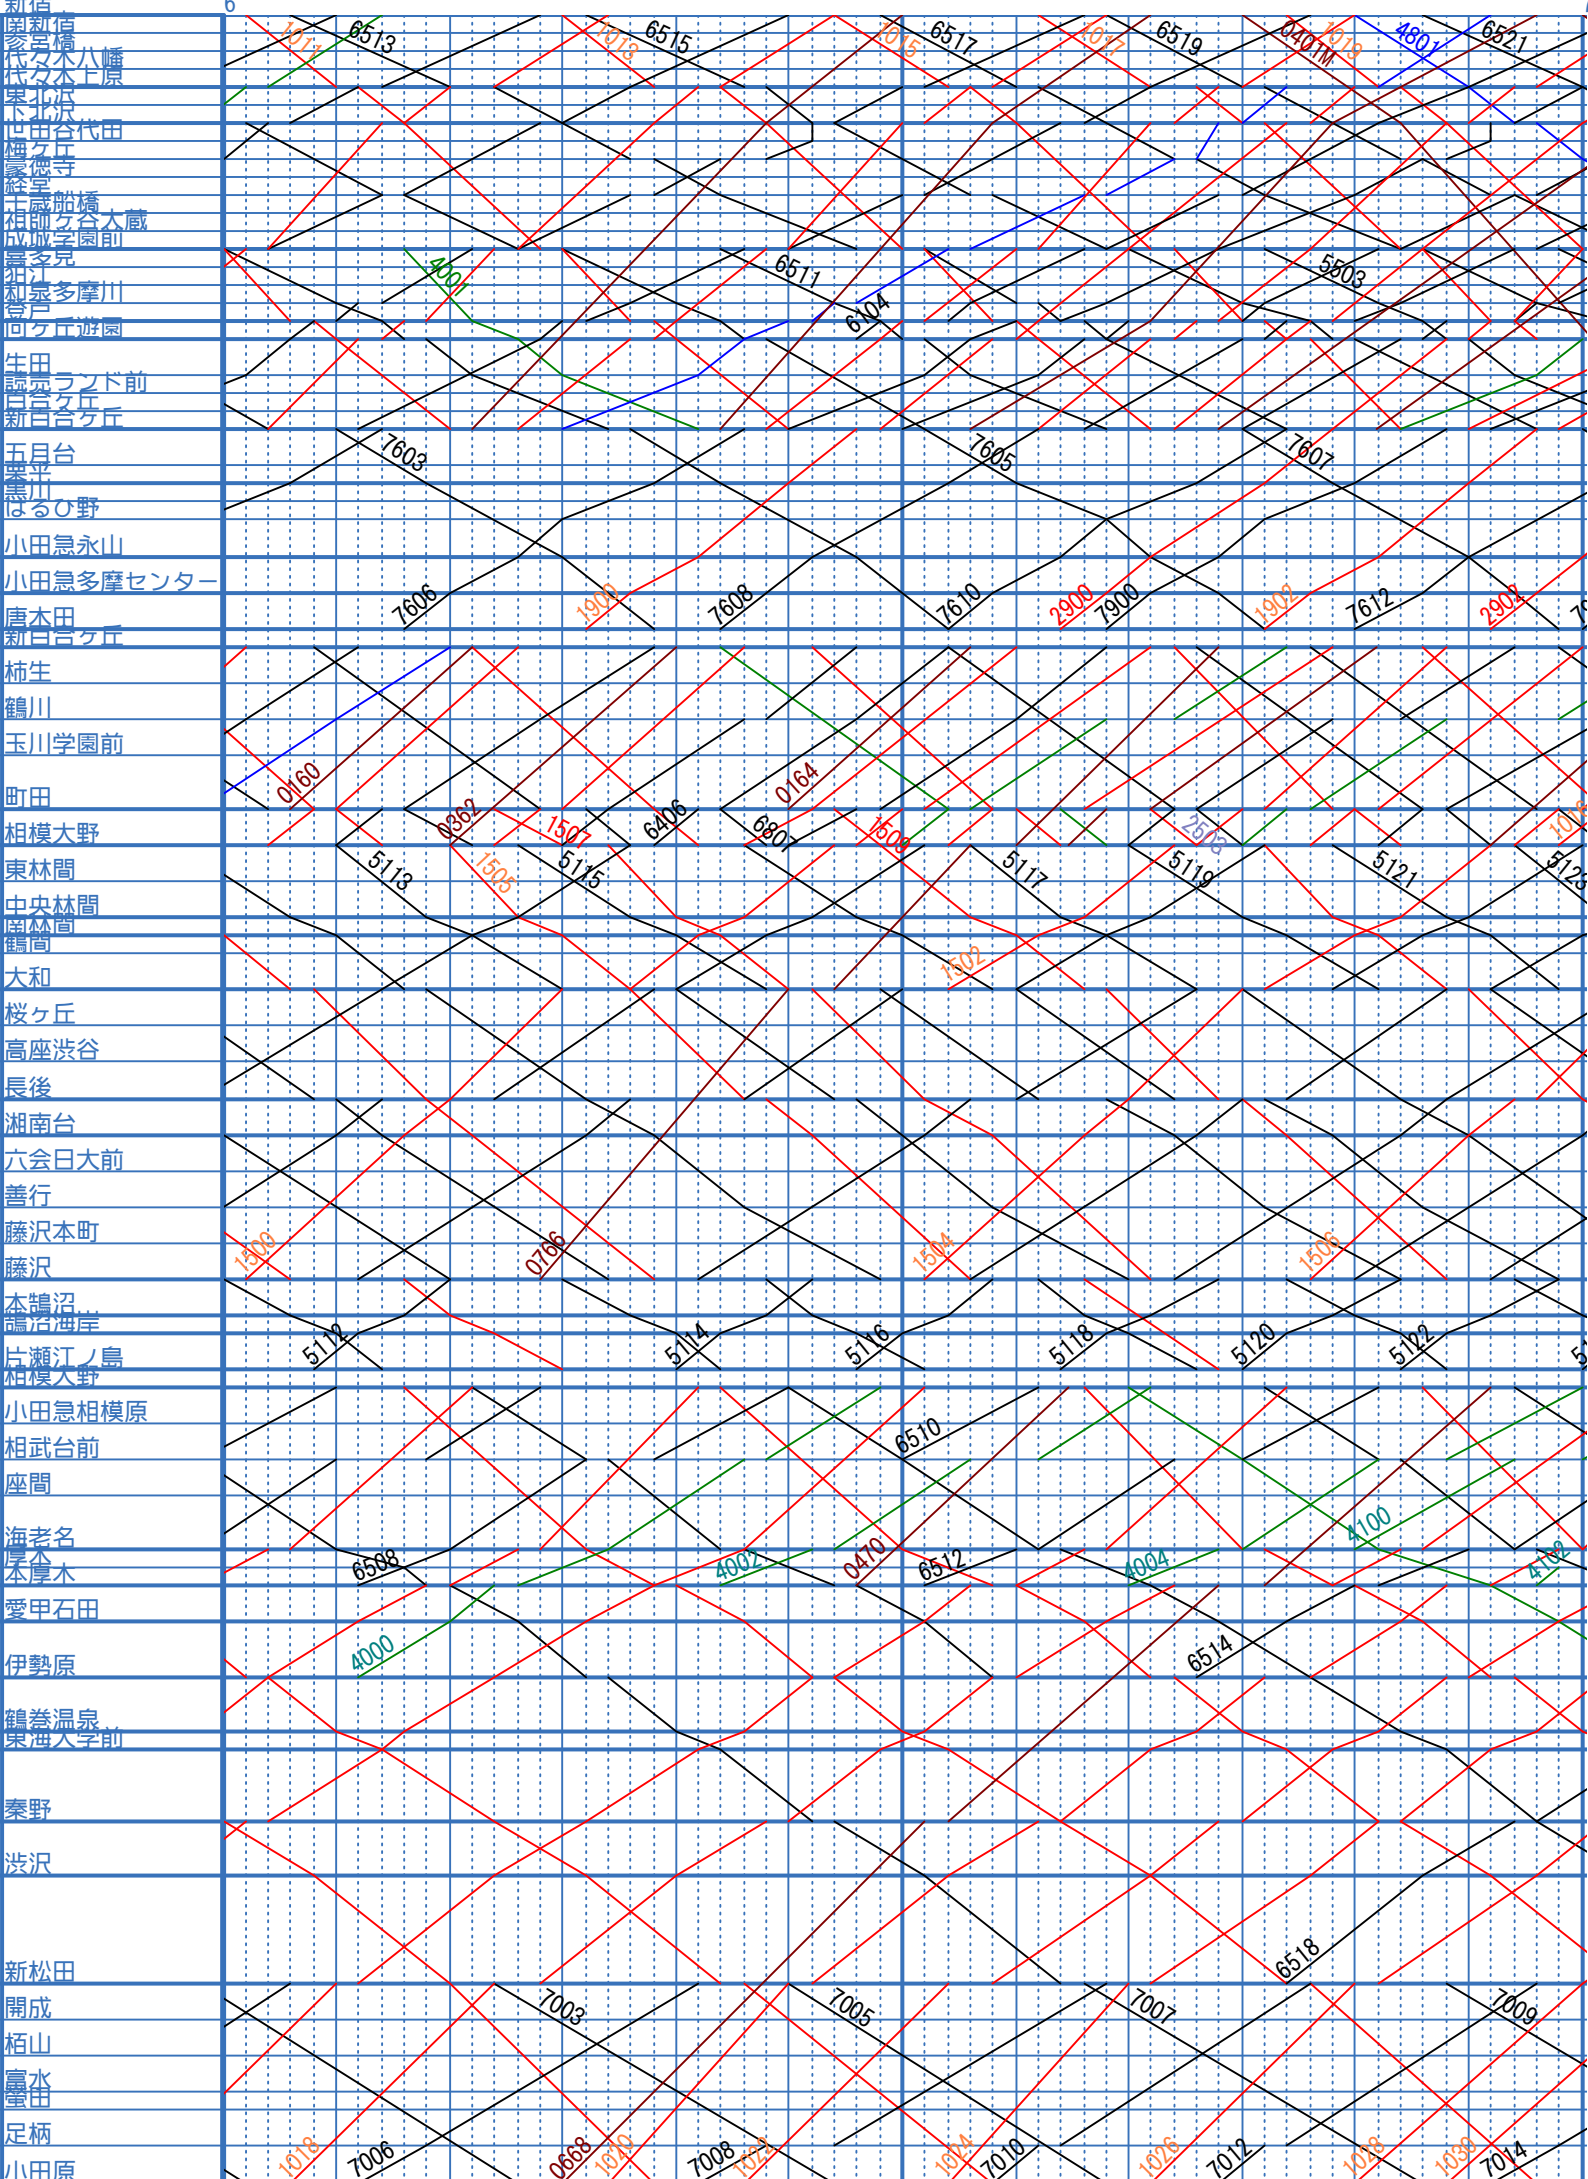 新宿
6
南新宿
参宮橋
代々木八幡
代々木上原
東北沢
下北沢
世田谷代田
梅ヶ丘
豪徳寺
経堂
千歳船橋
祖師ヶ谷大蔵
成城学園前
喜多見
狛江
和泉多摩川
登戸
向ヶ丘遊園
生田
読売ランド前
百合ヶ丘
新百合ヶ丘
五月台
栗平
黒川
はるひ野
小田急永山
小田急多摩センター
唐木田
新百合ヶ丘
柿生
鶴川
玉川学園前
町田
相模大野
東林間
中央林間
南林間
鶴間
大和
桜ヶ丘
高座渋谷
長後
湘南台
六会日大前
善行
藤沢本町
藤沢
本鵠沼
鵠沼海岸
片瀬江ノ島
相模大野
小田急相模原
相武台前
座間
海老名
厚木
本厚木
愛甲石田
伊勢原
鶴巻温泉
東海大学前
秦野
渋沢
新松田
開成
栢山
富水
螢田
足柄
小田原
1011
6513
1013
6515
1015
6517
1017
6519
0401M
1019
4801
6521
4001
6511
6104
5503
7603
7605
7607
7606
1900
7608
7610
2900
7900
1902
7612
2902
0160
0362
1507
6406
0164
6807
1509
2503
1016
5113
1505
5115
5117
5119
5121
5123
1502
1500
0766
1504
1506
5112
5114
5116
5118
5120
5122
6510
6508
4002
0470
6512
4004
4100
4102
4000
6514
6518
7003
7005
7007
7009
1018
7006
0668
1020
7008
1022
1024
7010
1026
7012
1028
1030
7014